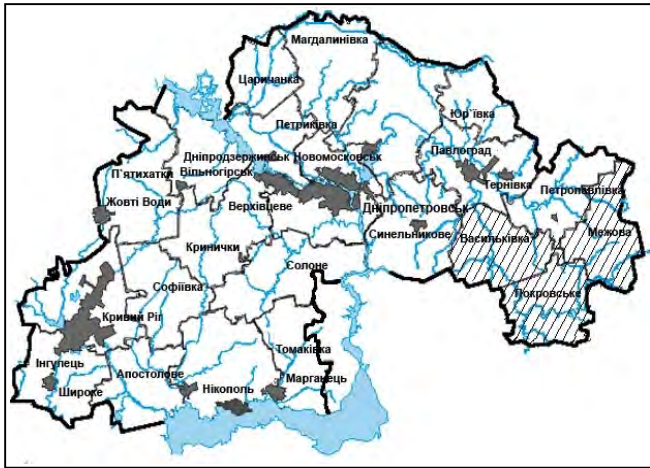 Магдалинівка
Царичанка
Юр'ївка
Петриківка
Павлоград
Дніпродзержинськ
Новомосковськ
П'ятихатки
Вільногірськ
Тернівка
Петропавлівка
Жовті Води
Верхівцеве
Дніпропетровськ
Межова
Синельникове
Васильківка
Кринички
Солоне
Софіївка
Покровське
Кривий Ріг
Інгулець
Томаківка
Апостолове
Широке
Нікополь
Марганець